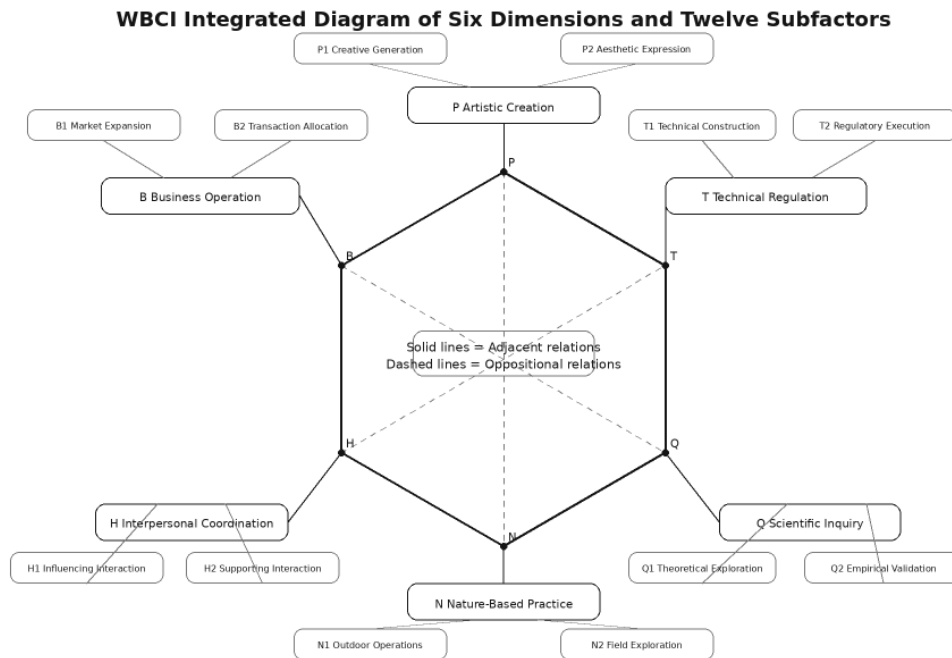 WBCI Integrated Diagram of Six Dimensions and Twelve Subfactors
P1 Creative Generation
P2 Aesthetic Expression
P Artistic Creation
B1 Market Expansion
B2 Transaction Allocation
T1 Technical Construction
T2 Regulatory Execution
B Business Operation
T Technical Regulation
P
B
T
Solid lines = Adjacent relations
Dashed lines = Oppositional relations
H
Q
H Interpersonal Coordination
Q Scientific Inquiry
N
H1 Influencing Interaction
H2 Supporting Interaction
Q1 Theoretical Exploration
Q2 Empirical Validation
N Nature-Based Practice
N1 Outdoor Operations
N2 Field Exploration